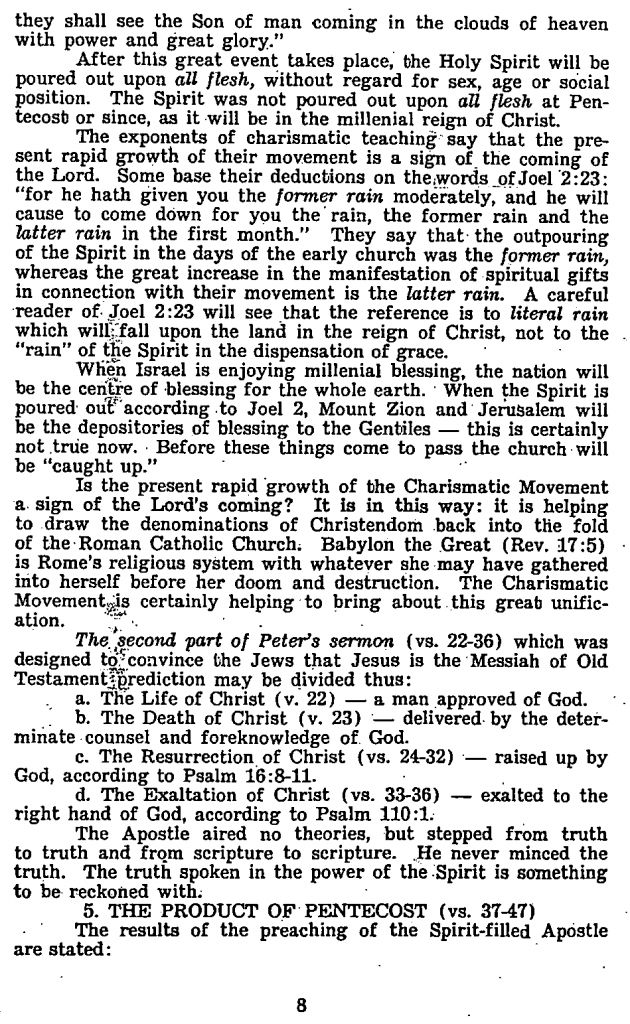 they shall see the Son of man coming in the clouds of heaven
with power and great glory."
After this great event takes place, the Holy Spirit will be
poured out upon all flesh, without regard for sex, age or social
position. The Spirit was not poured out upon all flesh at Pen-
tecost or since, as it will be in the millenial reign of Christ.
The exponents of charismatic teaching say that the pre-
sent rapid growth of their movement is a sign of the coming of
the Lord. Some base their deductions on the words of Joel 2:23:
"for he hath given you the former rain moderately, and he will
cause to come down for you the rain, the former rain and the
latter rain in the first month." They say that the outpouring
of the Spirit in the days of the early church was the former rain,
whereas the great increase in the manifestation of spiritual gifts
in connection with their movement is the latter rain. A careful
reader of Joel 2:23 will see that the reference is to literal rain
which will fall upon the land in the reign of Christ, not to the
"rain" of the Spirit in the dispensation of grace.
When Israel is enjoying millenial blessing, the nation will
be the centre of blessing for the whole earth. When the Spirit is
poured out according to Joel 2, Mount Zion and Jerusalem will
be the depositories of blessing to the Gentiles — this is certainly
not true now. Before these things come to pass the church will
be "caught up."
Is the present rapid growth of the Charismatic Movement
a sign of the Lord's coming? It is in this way: it is helping
to draw the denominations of Christendom back into the fold
of the Roman Catholic Church. Babylon the Great (Rev. 17:5)
is Rome's religious system with whatever she may have gathered
into herself before her doom and destruction. The Charismatic
Movement is certainly helping to bring about this great unific-
ation.
The second part of Peter's sermon (vs. 22-36) which was
designed to convince the Jews that Jesus is the Messiah of Old
Testament prediction may be divided thus:
a. The Life of Christ (v. 22) — a man approved of God.
b. The Death of Christ (v. 23) — delivered by the deter-
minate counsel and foreknowledge of God.
c. The Resurrection of Christ (vs. 24-32) — raised up by
God, according to Psalm 16:8-11.
d. The Exaltation of Christ (vs. 33-36) — exalted to the
right hand of God, according to Psalm 110:1.
The Apostle aired no theories, but stepped from truth
to truth and from scripture to scripture. He never minced the
truth. The truth spoken in the power of the Spirit is something
to be reckoned with.
5. THE PRODUCT OF PENTECOST (vs. 37-47)
The results of the preaching of the Spirit-filled Apostle
are stated:
8